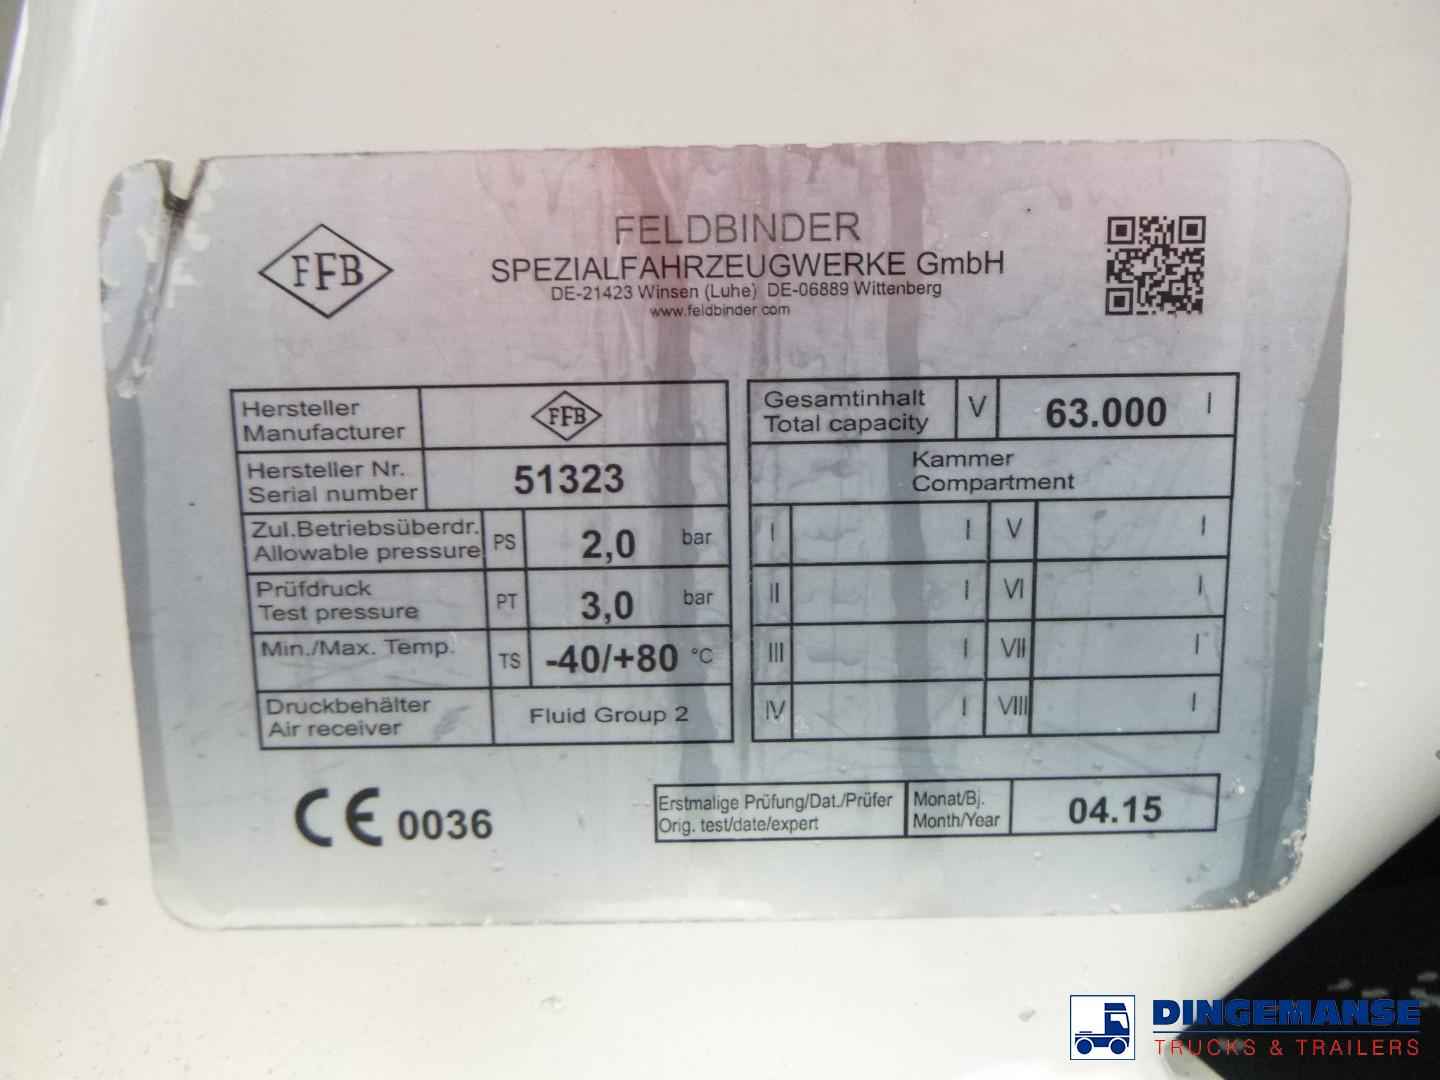 FFB
FELDBINDER
SPEZIALFAHRZEUGWERKE GmbH
DE-21423 Winsen (Luhe) DE-06889 Wittenberg
www.feldbinder.com
Hersteller
Manufacturer
FFB
Hersteller Nr.
Serial number
51323
Zul.Betriebsüberdr.
Allowable pressure
PS
2,0 bar
Prüfdruck
Test pressure
PT
3,0 bar
Min./Max. Temp.
TS
-40/+80 °C
Druckbehälter
Air receiver
Fluid Group 2
Gesamtinhalt
Total capacity
V
63.000 l
Kammer
Compartment
I l V l
II l VI l
III l VII l
IV l VIII l
CE 0036
Erstmalige Prüfung/Dat./Prüfer
Orig. test/date/expert
Monat/Bj.
Month/Year
04.15
DINGEMANSE
TRUCKS & TRAILERS